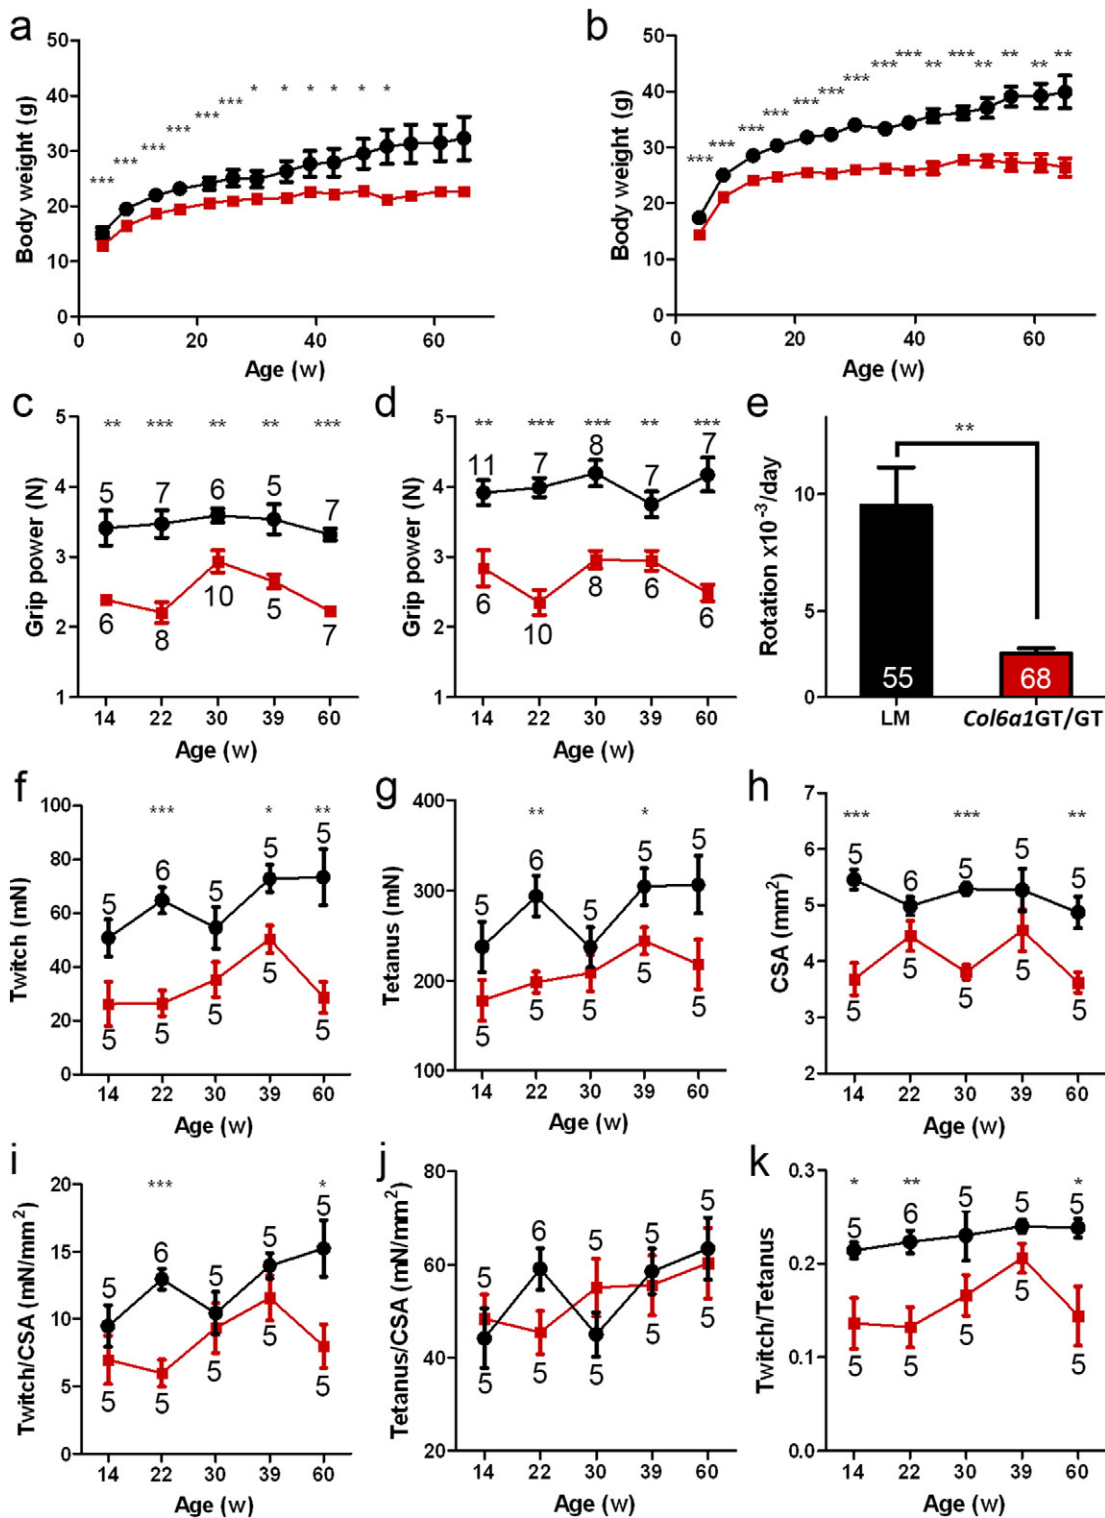 a
Body weight (g)
50
40
30
20
10
0
*** *** *** *** *** *** * * * * * *
0 20 40 60
Age (w)
b
Body weight (g)
50
40
30
20
10
0
*** *** *** *** *** *** *** *** *** ** *** ** ** ** **
0 20 40 60
Age (w)
c
Grip power (N)
5
4
3
2
1
** *** ** ** ***
5 7 6 5 7
6 8 10 5 7
14 22 30 39 60
Age (w)
d
Grip power (N)
5
4
3
2
1
** *** *** ** ***
11 7 8 7 7
6 10 8 6 6
14 22 30 39 60
Age (w)
e
Rotation x10⁻³/day
10
5
0
**
55 68
LM Col6a1GT/GT
f
Twitch (mN)
100
80
60
40
20
0
*** * **
5 6 5 5 5
5 5 5 5 5
14 22 30 39 60
Age (w)
g
Tetanus (mN)
400
300
200
100
** *
5 6 5 5 5
5 5 5 5 5
14 22 30 39 60
Age (w)
h
CSA (mm²)
7
6
5
4
3
2
*** *** **
5 6 5 5 5
5 5 5 5 5
14 22 30 39 60
Age (w)
i
Twitch/CSA (mN/mm²)
20
15
10
5
0
*** *
5 6 5 5 5
5 5 5 5 5
14 22 30 39 60
Age (w)
j
Tetanus/CSA (mN/mm²)
80
60
40
20
5 6 5 5 5
5 5 5 5 5
14 22 30 39 60
Age (w)
k
Twitch/Tetanus
0.3
0.2
0.1
0.0
* ** *
5 6 5 5 5
5 5 5 5 5
14 22 30 39 60
Age (w)